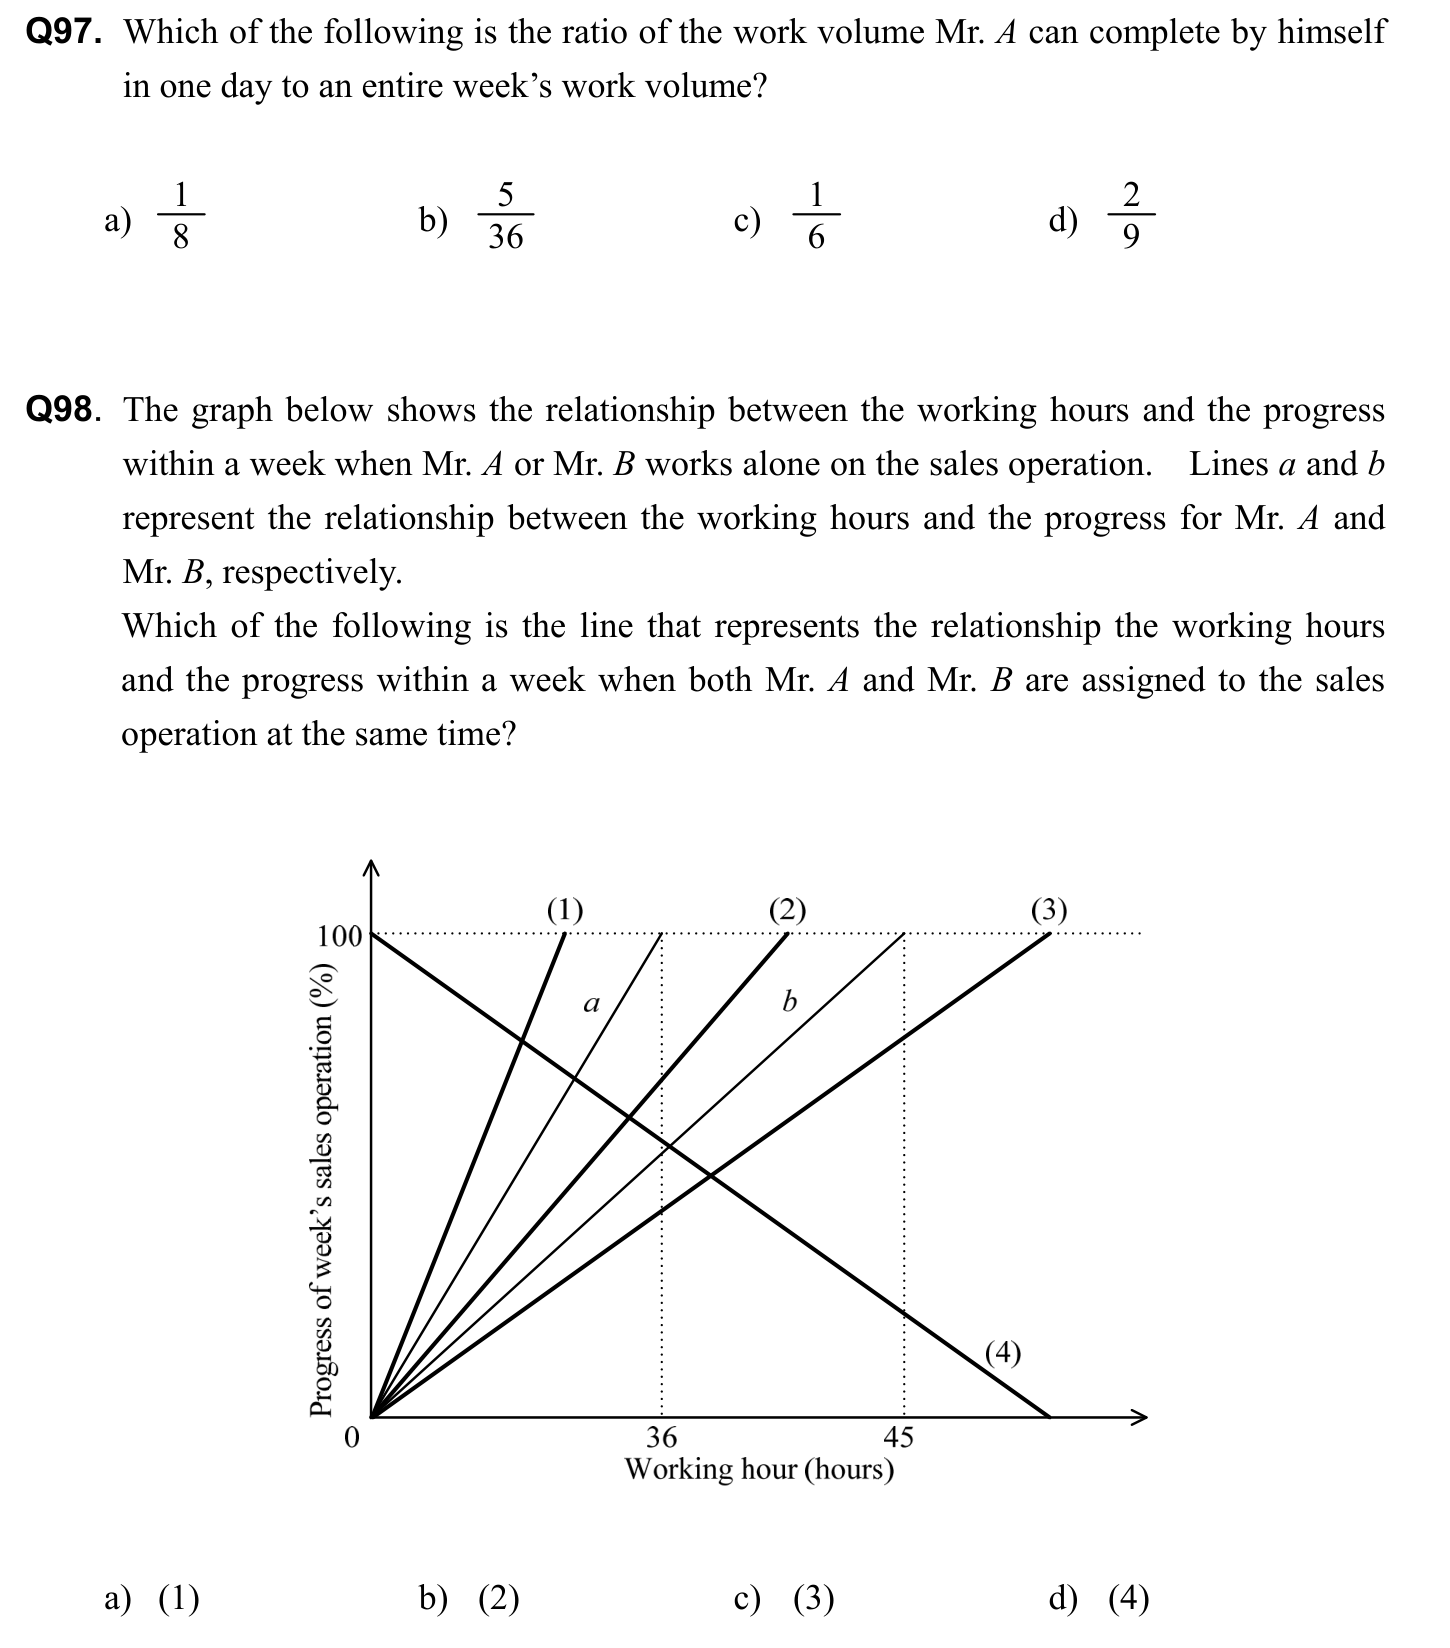 Q97. Which of the following is the ratio of the work volume Mr. A can complete by himself
in one day to an entire week’s work volume?
a) 1/8 b) 5/36 c) 1/6 d) 2/9
Q98. The graph below shows the relationship between the working hours and the progress
within a week when Mr. A or Mr. B works alone on the sales operation. Lines a and b
represent the relationship between the working hours and the progress for Mr. A and
Mr. B, respectively.
Which of the following is the line that represents the relationship the working hours
and the progress within a week when both Mr. A and Mr. B are assigned to the sales
operation at the same time?
(1) (2) (3)
100
a b
Progress of week’s sales operation (%)
(4)
0 36 45
Working hour (hours)
a) (1) b) (2) c) (3) d) (4)